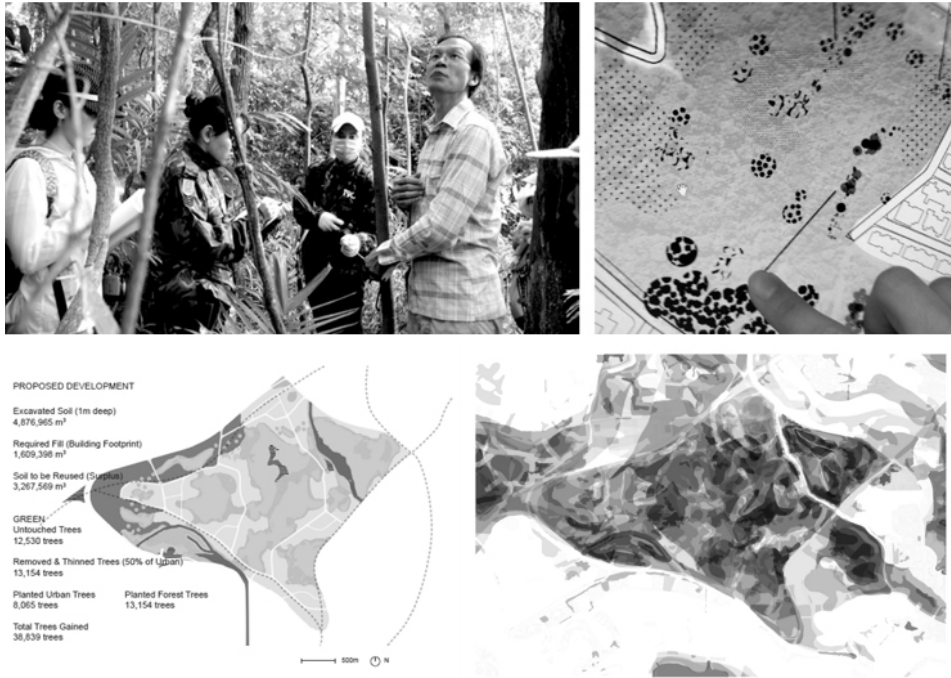 PROPOSED DEVELOPMENT
Excavated Soil (1m deep)
4,876,965 m³
Required Fill (Building Footprint)
1,609,398 m³
Soil to be Reused (Surplus)
3,267,569 m³
GREEN
Untouched Trees
12,530 trees
Removed & Thinned Trees (50% of Urban)
13,154 trees
Planted Urban Trees
8,065 trees
Planted Forest Trees
13,154 trees
Total Trees Gained
38,839 trees
500m
N